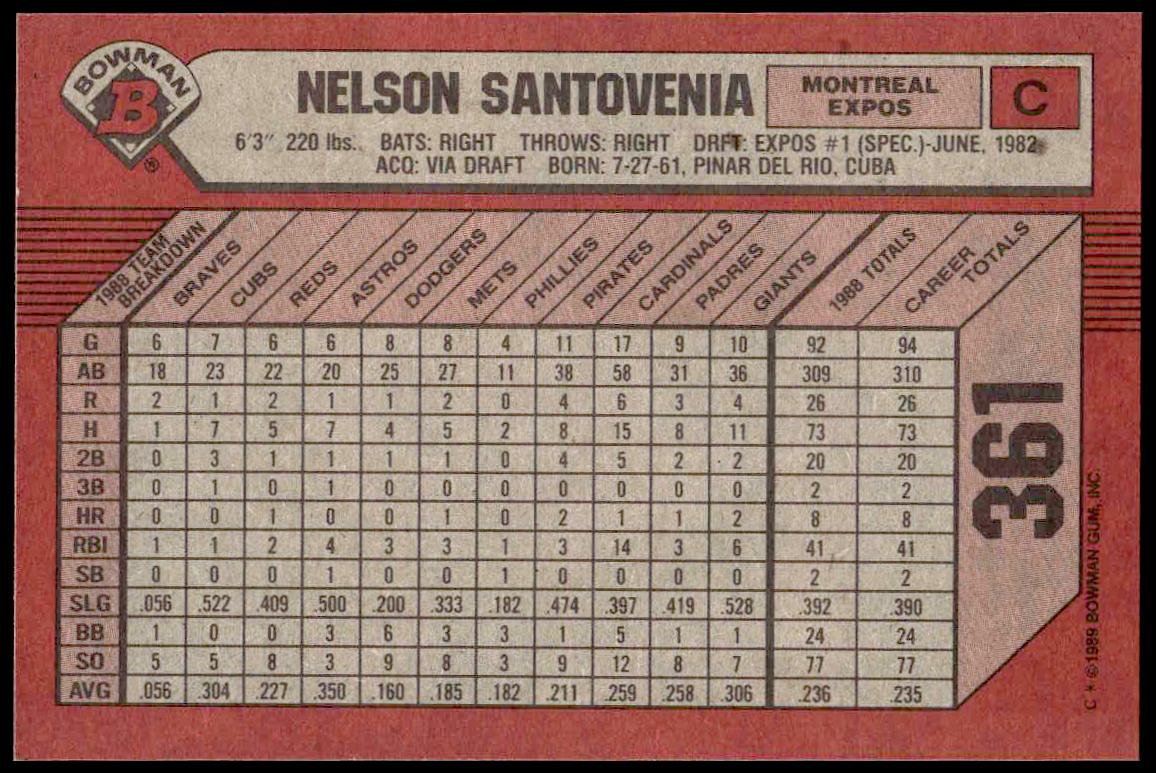 BOWMAN
B
®
NELSON SANTOVENIA
MONTREAL
EXPOS
C
6'3" 220 lbs. BATS: RIGHT THROWS: RIGHT DRFT: EXPOS #1 (SPEC.)-JUNE, 1982
ACQ: VIA DRAFT BORN: 7-27-61, PINAR DEL RIO, CUBA
1988 TEAM BREAKDOWN BRAVES CUBS REDS ASTROS DODGERS METS PHILLIES PIRATES CARDINALS PADRES GIANTS 1988 TOTALS CAREER TOTALS
G 6 7 6 6 8 8 4 11 17 9 10 92 94
AB 18 23 22 20 25 27 11 38 58 31 36 309 310
R 2 1 2 1 1 2 0 4 6 3 4 26 26
H 1 7 5 7 4 5 2 8 15 8 11 73 73
2B 0 3 1 1 1 1 0 4 5 2 2 20 20
3B 0 1 0 1 0 0 0 0 0 0 0 2 2
HR 0 0 1 0 0 1 0 2 1 1 2 8 8
RBI 1 1 2 4 3 3 1 3 14 3 6 41 41
SB 0 0 0 1 0 0 1 0 0 0 0 2 2
SLG .056 .522 .409 .500 .200 .333 .182 .474 .397 .419 .528 .392 .390
BB 1 0 0 3 6 3 3 1 5 1 1 24 24
SO 5 5 8 3 9 8 3 9 12 8 7 77 77
AVG .056 .304 .227 .350 .160 .185 .182 .211 .259 .258 .306 .236 .235
361
C * © 1989 BOWMAN GUM, INC.